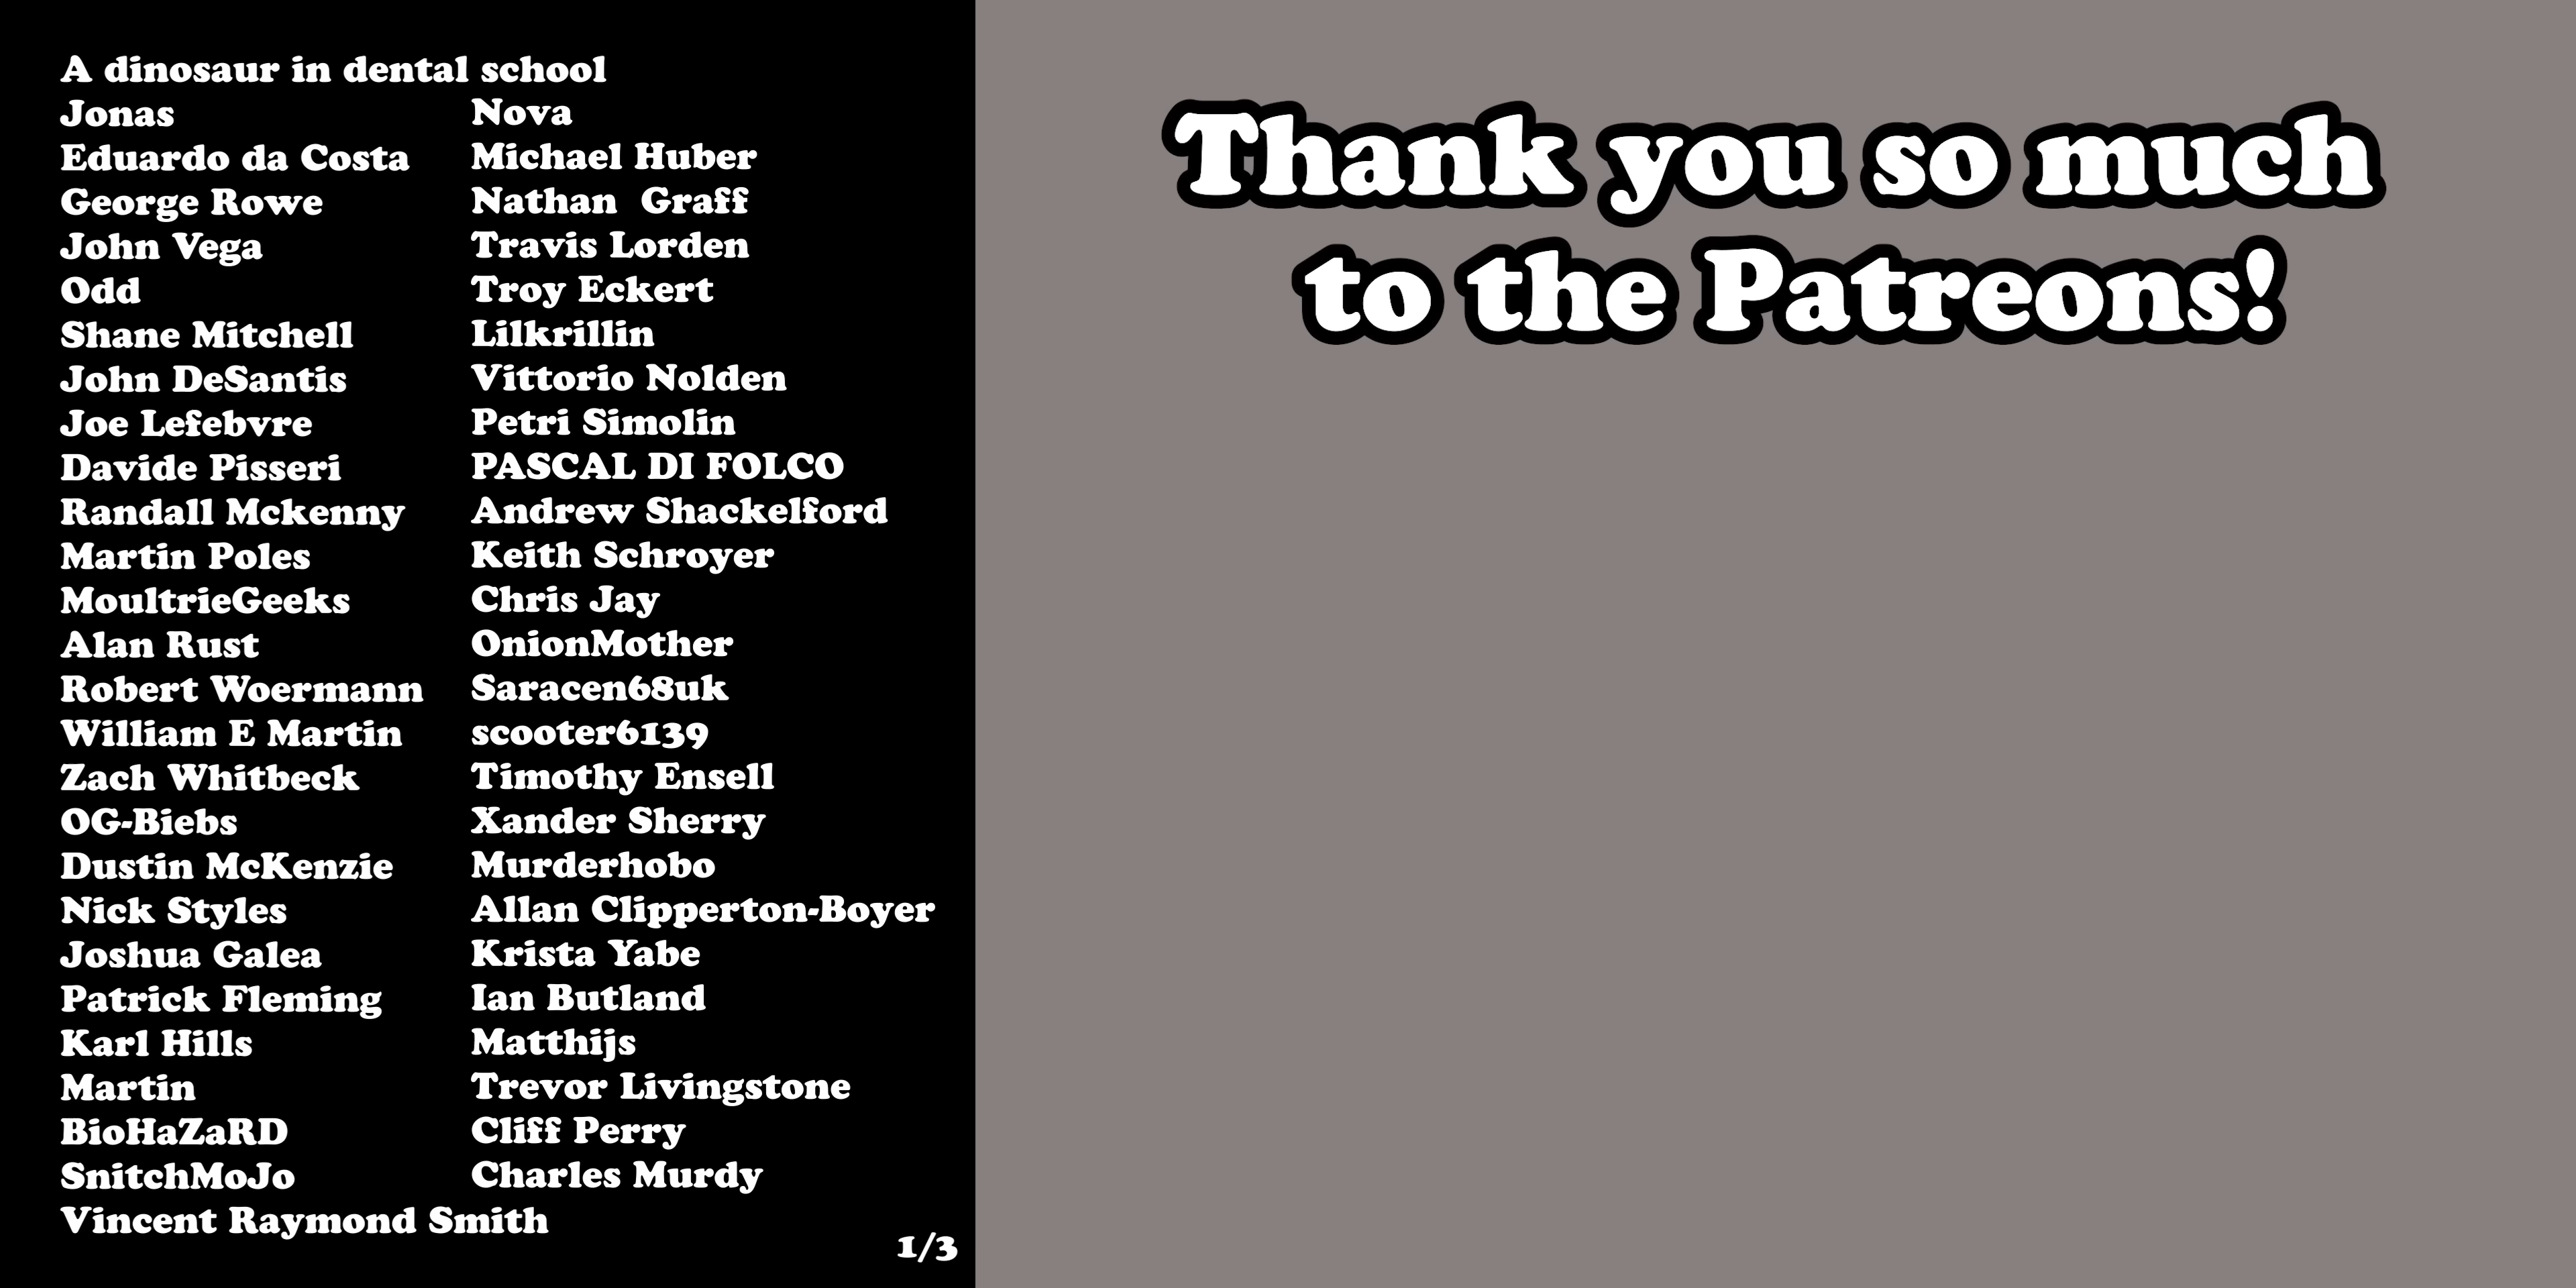 A dinosaur in dental school
Jonas
Eduardo da Costa
George Rowe
John Vega
Odd
Shane Mitchell
John DeSantis
Joe Lefebvre
Davide Pisseri
Randall Mckenny
Martin Poles
MoultrieGeeks
Alan Rust
Robert Woermann
William E Martin
Zach Whitbeck
OG-Biebs
Dustin McKenzie
Nick Styles
Joshua Galea
Patrick Fleming
Karl Hills
Martin
BioHaZaRD
SnitchMoJo
Vincent Raymond Smith
Nova
Michael Huber
Nathan  Graff
Travis Lorden
Troy Eckert
Lilkrillin
Vittorio Nolden
Petri Simolin
PASCAL DI FOLCO
Andrew Shackelford
Keith Schroyer
Chris Jay
OnionMother
Saracen68uk
scooter6139
Timothy Ensell
Xander Sherry
Murderhobo
Allan Clipperton-Boyer
Krista Yabe
Ian Butland
Matthijs
Trevor Livingstone
Cliff Perry
Charles Murdy
1/3
Thank you so much
to the Patreons!